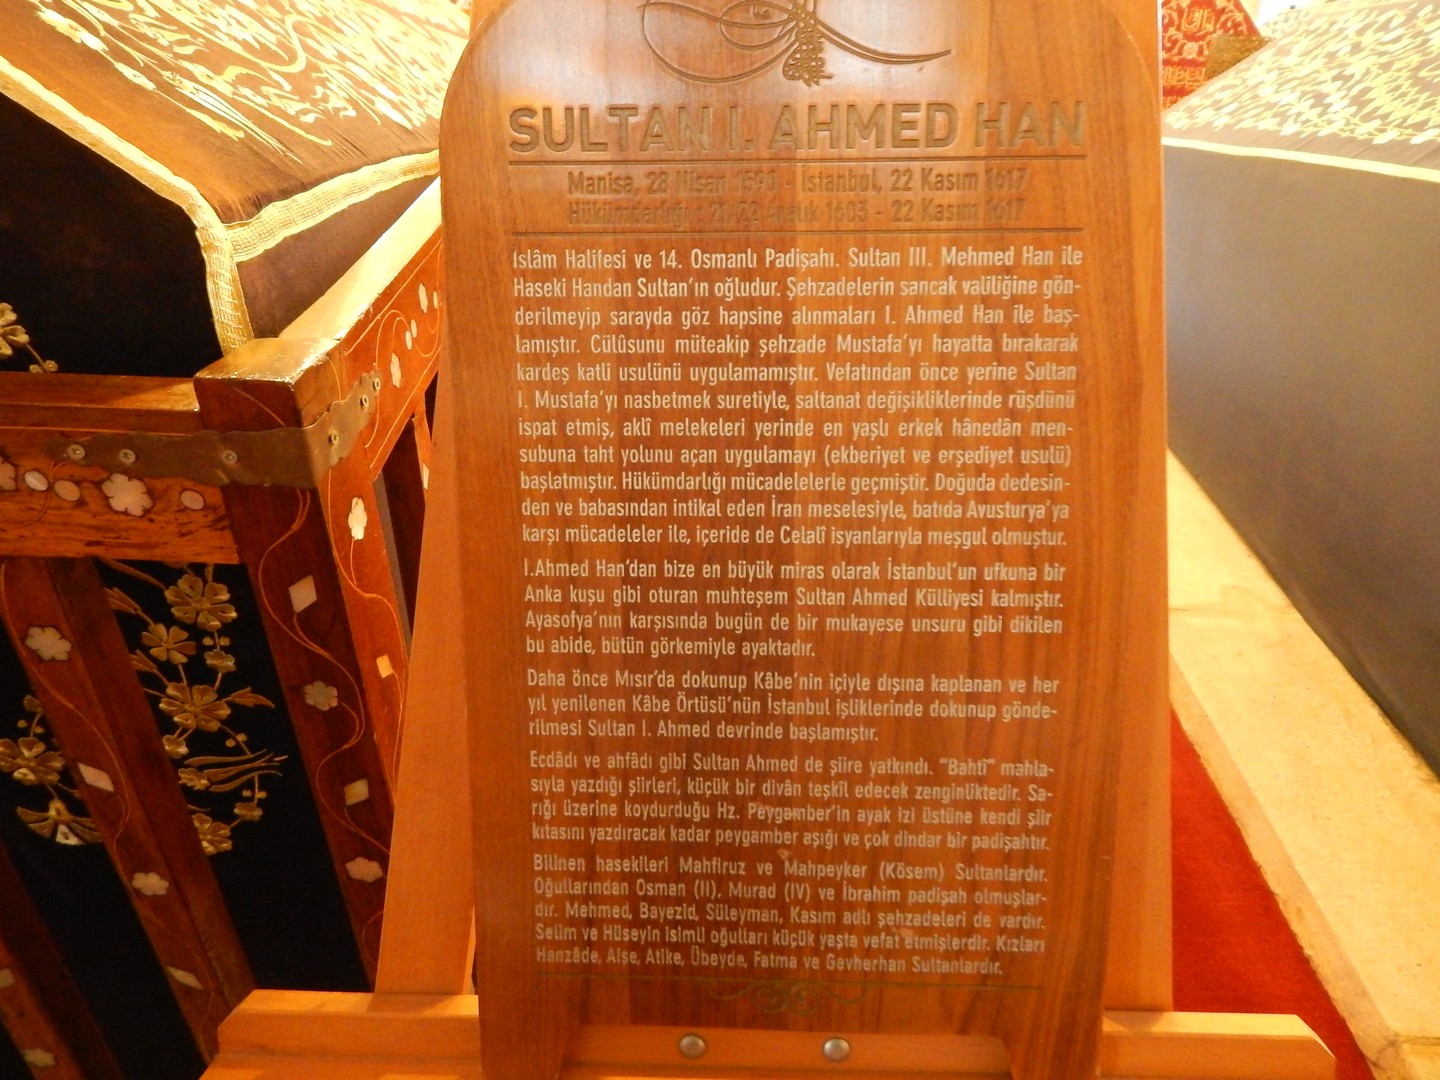 SULTAN I. AHMED HAN
Manisa, 28 Nisan 1590 - İstanbul, 22 Kasım 1617
Hükümdarlığı : 21/22 Aralık 1603 - 22 Kasım 1617
İslâm Halifesi ve 14. Osmanlı Padişahı. Sultan III. Mehmed Han ile
Haseki Handan Sultan'ın oğludur. Şehzadelerin sancak valiliğine gön-
derilmeyip sarayda göz hapsine alınmaları I. Ahmed Han ile baş-
lamıştır. Cülûsunu müteakip şehzade Mustafa'yı hayatta bırakarak
kardeş katli usulünü uygulamamıştır. Vefatından önce yerine Sultan
I. Mustafa'yı nasbetmek suretiyle, saltanat değişikliklerinde rüşdünü
ispat etmiş, aklî melekeleri yerinde en yaşlı erkek hânedân men-
subuna taht yolunu açan uygulamayı (ekberiyet ve erşediyet usulü)
başlatmıştır. Hükümdarlığı mücadelelerle geçmiştir. Doğuda dedesin-
den ve babasından intikal eden İran meselesiyle, batıda Avusturya'ya
karşı mücadeleler ile, içeride de Celalî isyanlarıyla meşgul olmuştur.
I.Ahmed Han'dan bize en büyük miras olarak İstanbul'un ufkuna bir
Anka kuşu gibi oturan muhteşem Sultan Ahmed Külliyesi kalmıştır.
Ayasofya'nın karşısında bugün de bir mukayese unsuru gibi dikilen
bu abide, bütün görkemiyle ayaktadır.
Daha önce Mısır'da dokunup Kâbe'nin içiyle dışına kaplanan ve her
yıl yenilenen Kâbe Örtüsü'nün İstanbul işliklerinde dokunup gönde-
rilmesi Sultan I. Ahmed devrinde başlamıştır.
Ecdâdı ve ahfâdı gibi Sultan Ahmed de şiire yatkındı. "Bahtî" mahla-
sıyla yazdığı şiirleri, küçük bir divân teşkîl edecek zenginliktedir. Sa-
rığı üzerine koydurduğu Hz. Peygamber'in ayak izi üstüne kendi şiir
kıtasını yazdıracak kadar peygamber aşığı ve çok dindar bir padişahtır.
Bilinen hasekileri Mahfiruz ve Mahpeyker (Kösem) Sultanlardır.
Oğullarından Osman (II), Murad (IV) ve İbrahim padişah olmuşlar-
dır. Mehmed, Bayezid, Süleyman, Kasım adlı şehzadeleri de vardır.
Selim ve Hüseyin isimli oğulları küçük yaşta vefat etmişlerdir. Kızları
Hanzâde, Aişe, Atike, Übeyde, Fatma ve Gevherhan Sultanlardır.